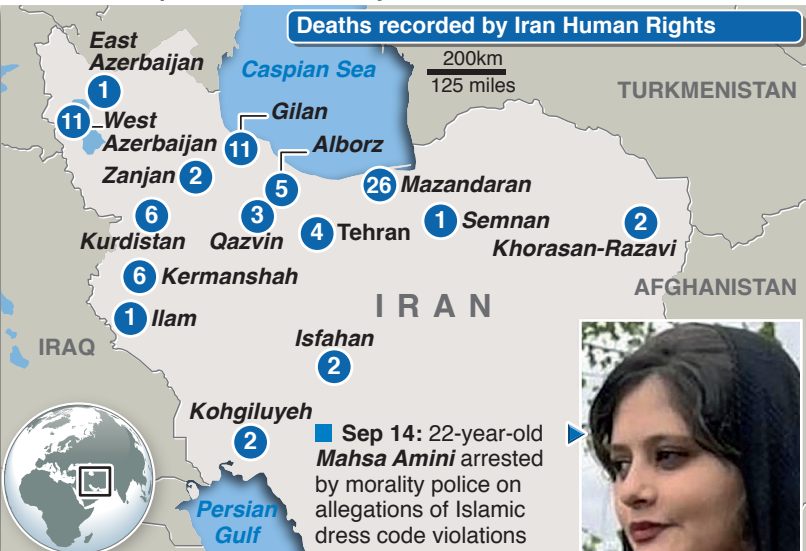 Deaths recorded by Iran Human Rights
200km
125 miles
East
Azerbaijan
1
Caspian Sea
TURKMENISTAN
Gilan
11
11
West
Azerbaijan
Alborz
5
Zanjan 2
26 Mazandaran
6
Kurdistan
3
Qazvin
4 Tehran
1 Semnan
2
Khorasan-Razavi
6 Kermanshah
AFGHANISTAN
IRAN
1 Ilam
IRAQ
Isfahan
2
Kohgiluyeh
2
Persian
Gulf
Sep 14: 22-year-old
Mahsa Amini arrested
by morality police on
allegations of Islamic
dress code violations